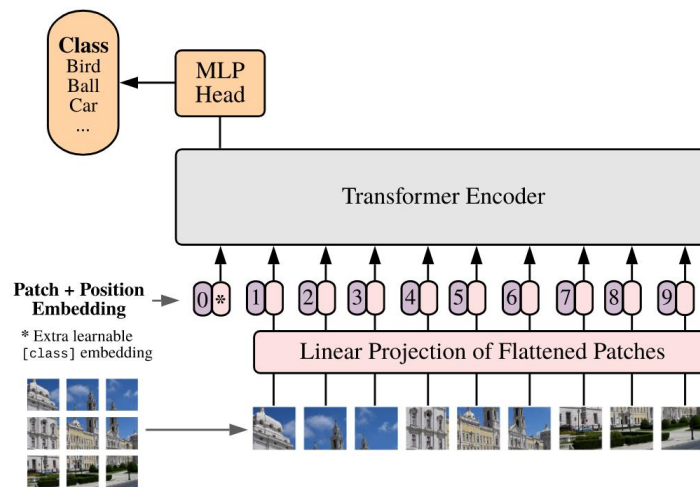 Class
Bird
Ball
Car
...
MLP
Head
Transformer Encoder
Patch + Position
Embedding
0 * 1 2 3 4 5 6 7 8 9
* Extra learnable
[class] embedding
Linear Projection of Flattened Patches